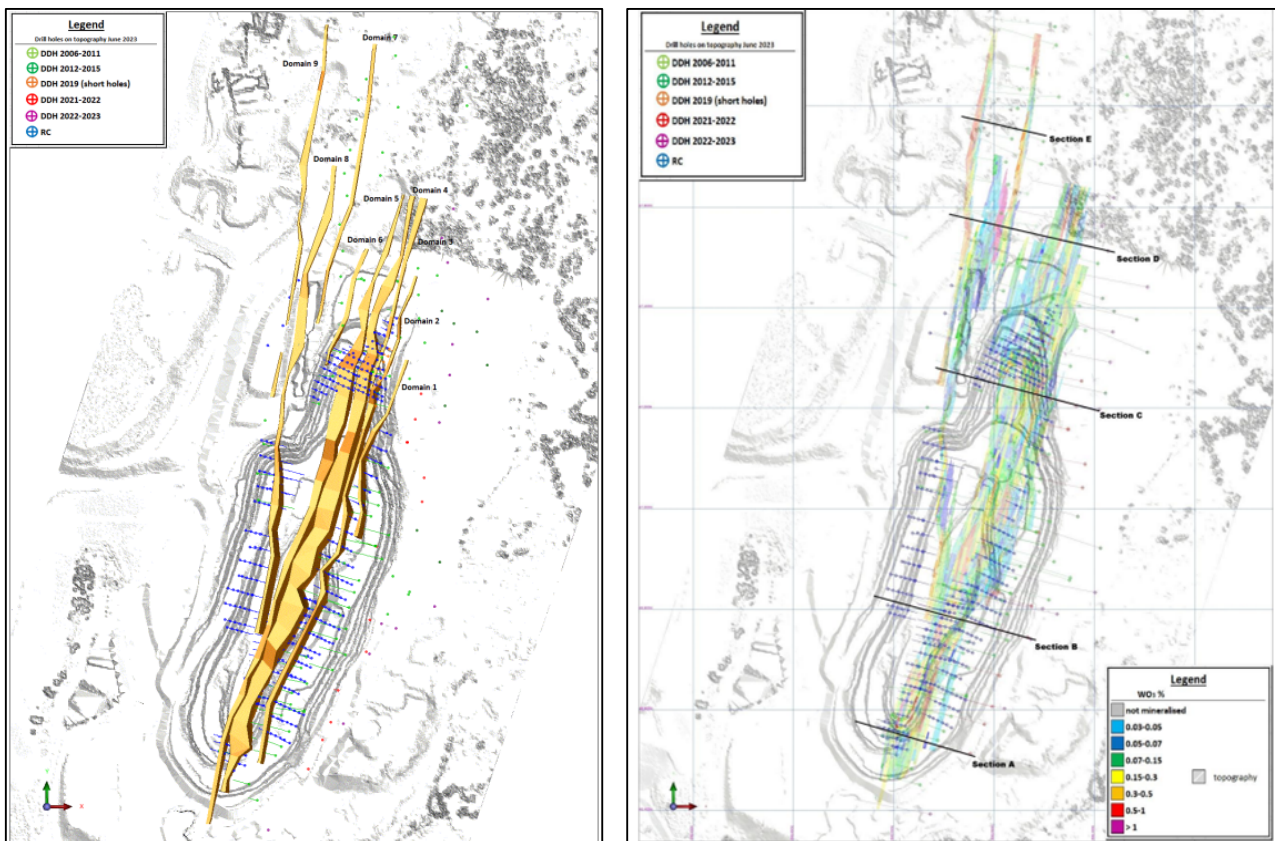 Legend
Drill holes on topography June 2023
DDH 2006-2011
DDH 2012-2015
DDH 2019 (short holes)
DDH 2021-2022
DDH 2022-2023
RC
Domain 7
Domain 9
Domain 8
Domain 4
Domain 5
Domain 6
Domain 3
Domain 2
Domain 1
Y
X
Legend
Drill holes on topography June 2023
DDH 2006-2011
DDH 2012-2015
DDH 2019 (short holes)
DDH 2021-2022
DDH 2022-2023
RC
Section E
Section D
Section C
Section B
Section A
X
Legend
WO₃ %
not mineralised
0.03-0.05
0.05-0.07
0.07-0.15
0.15-0.3
0.3-0.5
0.5-1
> 1
topography